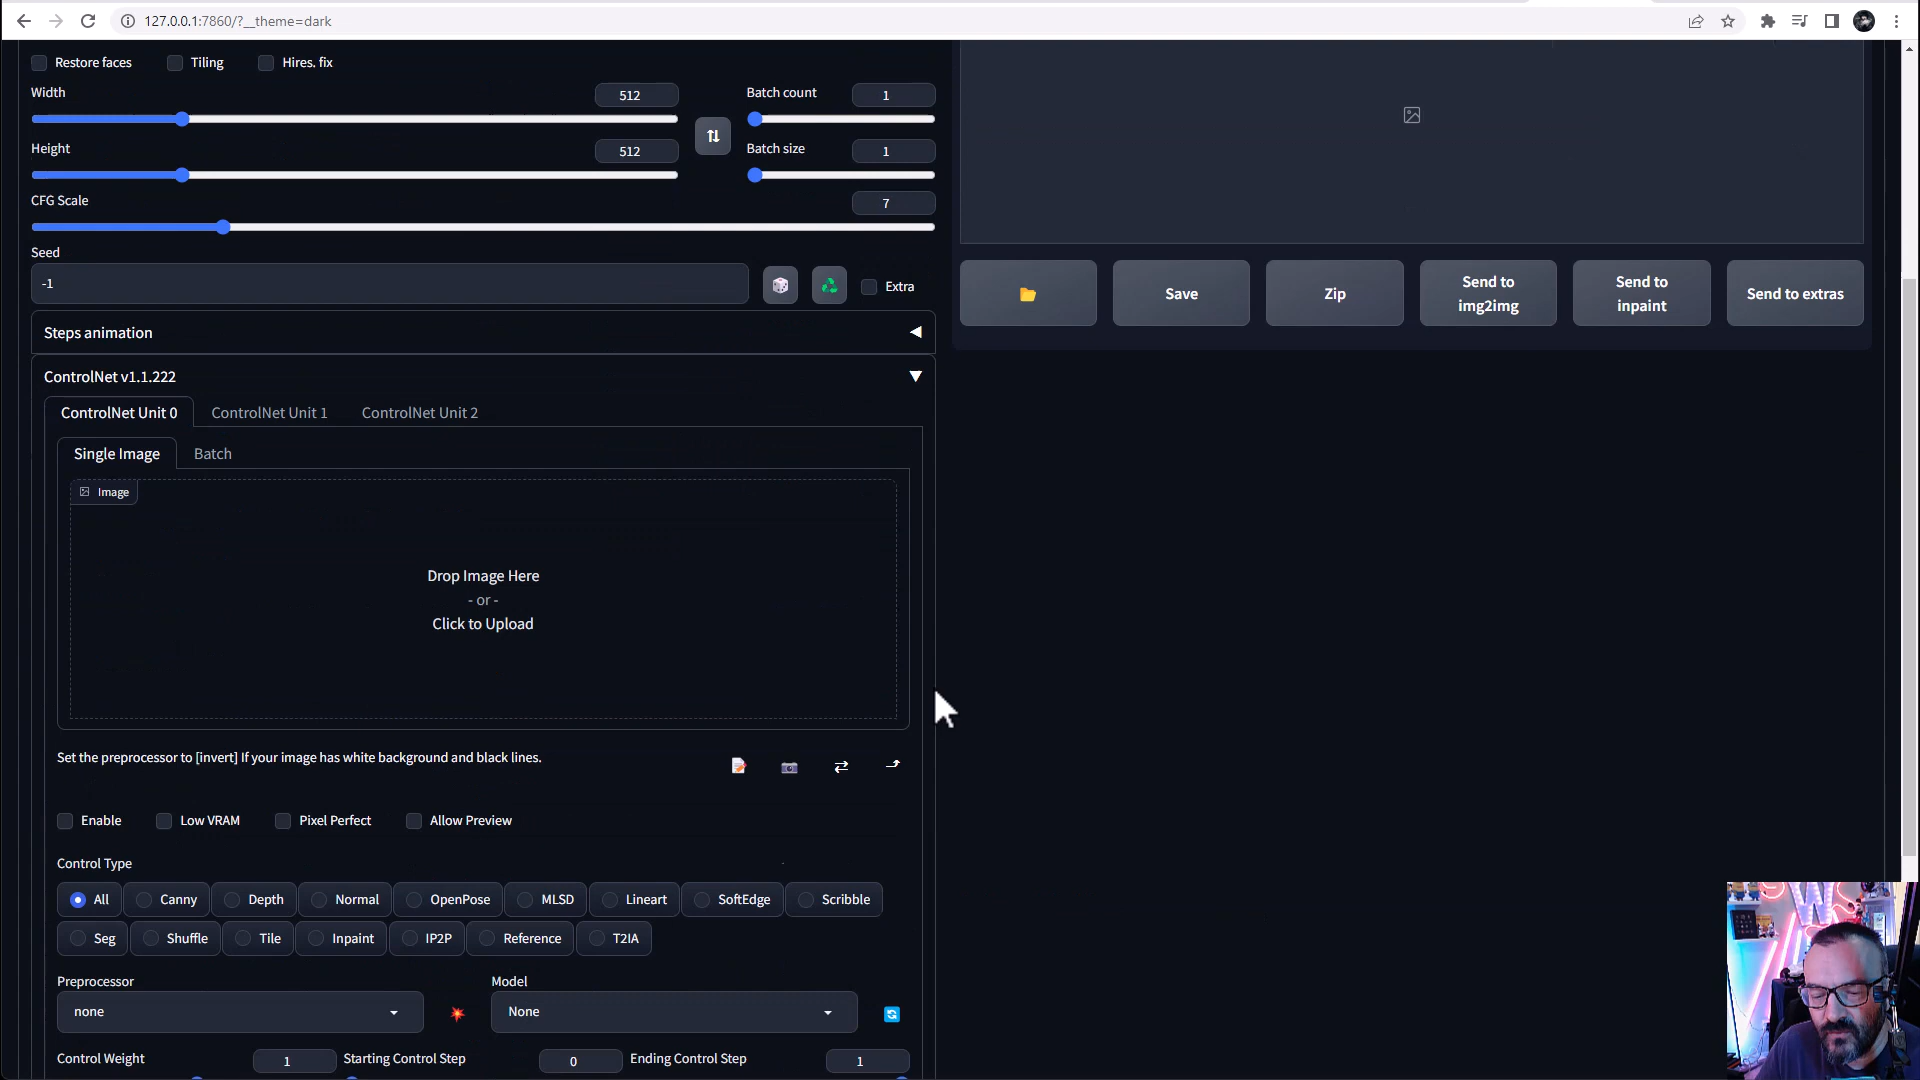 127.0.0.1:7860/?__theme=dark
Restore faces Tiling Hires. fix
Width 512 Batch count 1
Height 512 Batch size 1
CFG Scale 7
Seed
-1 Extra
Save Zip Send to img2img Send to inpaint Send to extras
Steps animation
ControlNet v1.1.222
ControlNet Unit 0 ControlNet Unit 1 ControlNet Unit 2
Single Image Batch
Image
Drop Image Here
- or -
Click to Upload
Set the preprocessor to [invert] If your image has white background and black lines.
Enable Low VRAM Pixel Perfect Allow Preview
Control Type
All Canny Depth Normal OpenPose MLSD Lineart SoftEdge Scribble
Seg Shuffle Tile Inpaint IP2P Reference T2IA
Preprocessor Model
none None
Control Weight 1 Starting Control Step 0 Ending Control Step 1